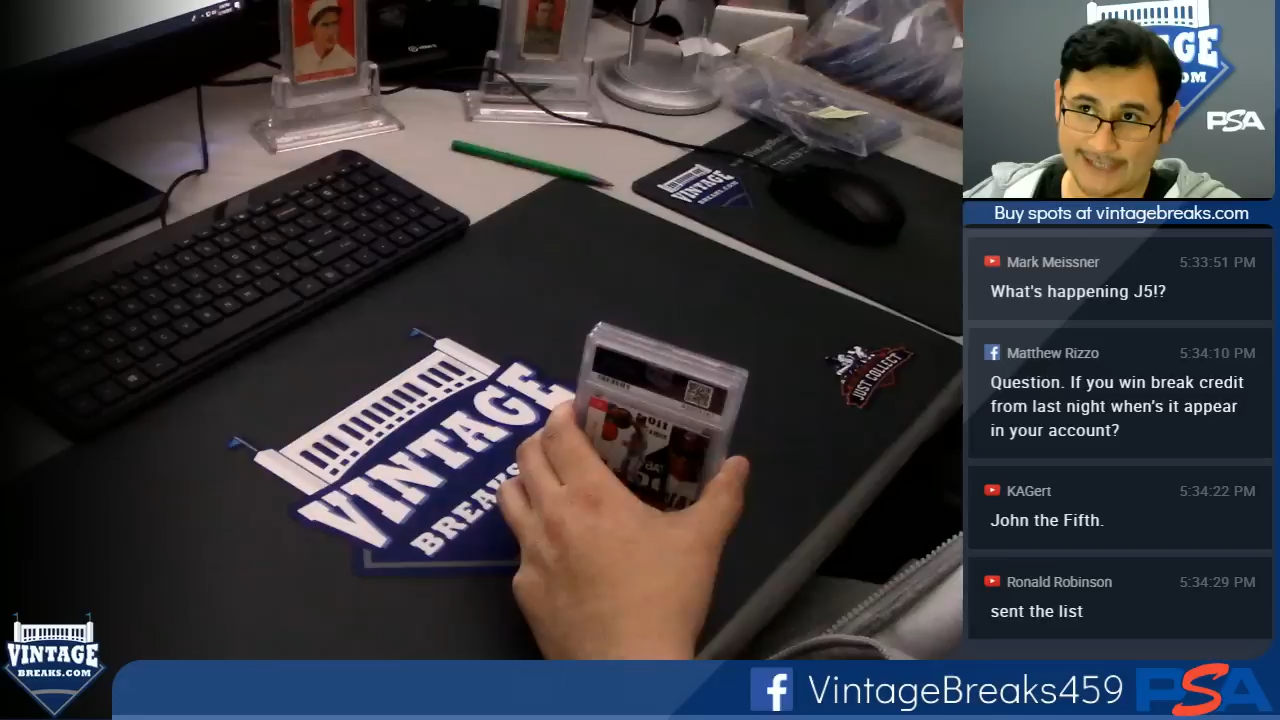 VINTAGE
BREAKS.COM
JUST COLLECT
VINTAGE
BREAKS
AGE
OM
PSA
Buy spots at vintagebreaks.com
Mark Meissner 5:33:51 PM
What's happening J5!?
Matthew Rizzo 5:34:10 PM
Question. If you win break credit
from last night when's it appear
in your account?
KAGert 5:34:22 PM
John the Fifth.
Ronald Robinson 5:34:29 PM
sent the list
VINTAGE
BREAKS.COM
f VintageBreaks459 PSA